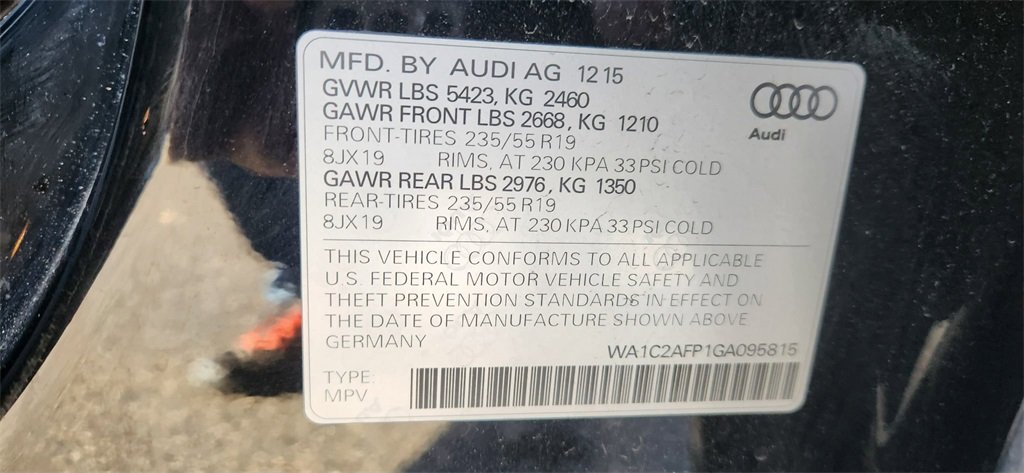 MFD. BY AUDI AG 12 15
GVWR LBS 5423, KG 2460
GAWR FRONT LBS 2668, KG 1210
FRONT-TIRES 235/55 R19
8JX19 RIMS, AT 230 KPA 33 PSI COLD
GAWR REAR LBS 2976, KG 1350
REAR-TIRES 235/55 R19
8JX19 RIMS, AT 230 KPA 33 PSI COLD
Audi
THIS VEHICLE CONFORMS TO ALL APPLICABLE
U.S. FEDERAL MOTOR VEHICLE SAFETY AND
THEFT PREVENTION STANDARDS IN EFFECT ON
THE DATE OF MANUFACTURE SHOWN ABOVE
GERMANY
WA1C2AFP1GA095815
TYPE:
MPV